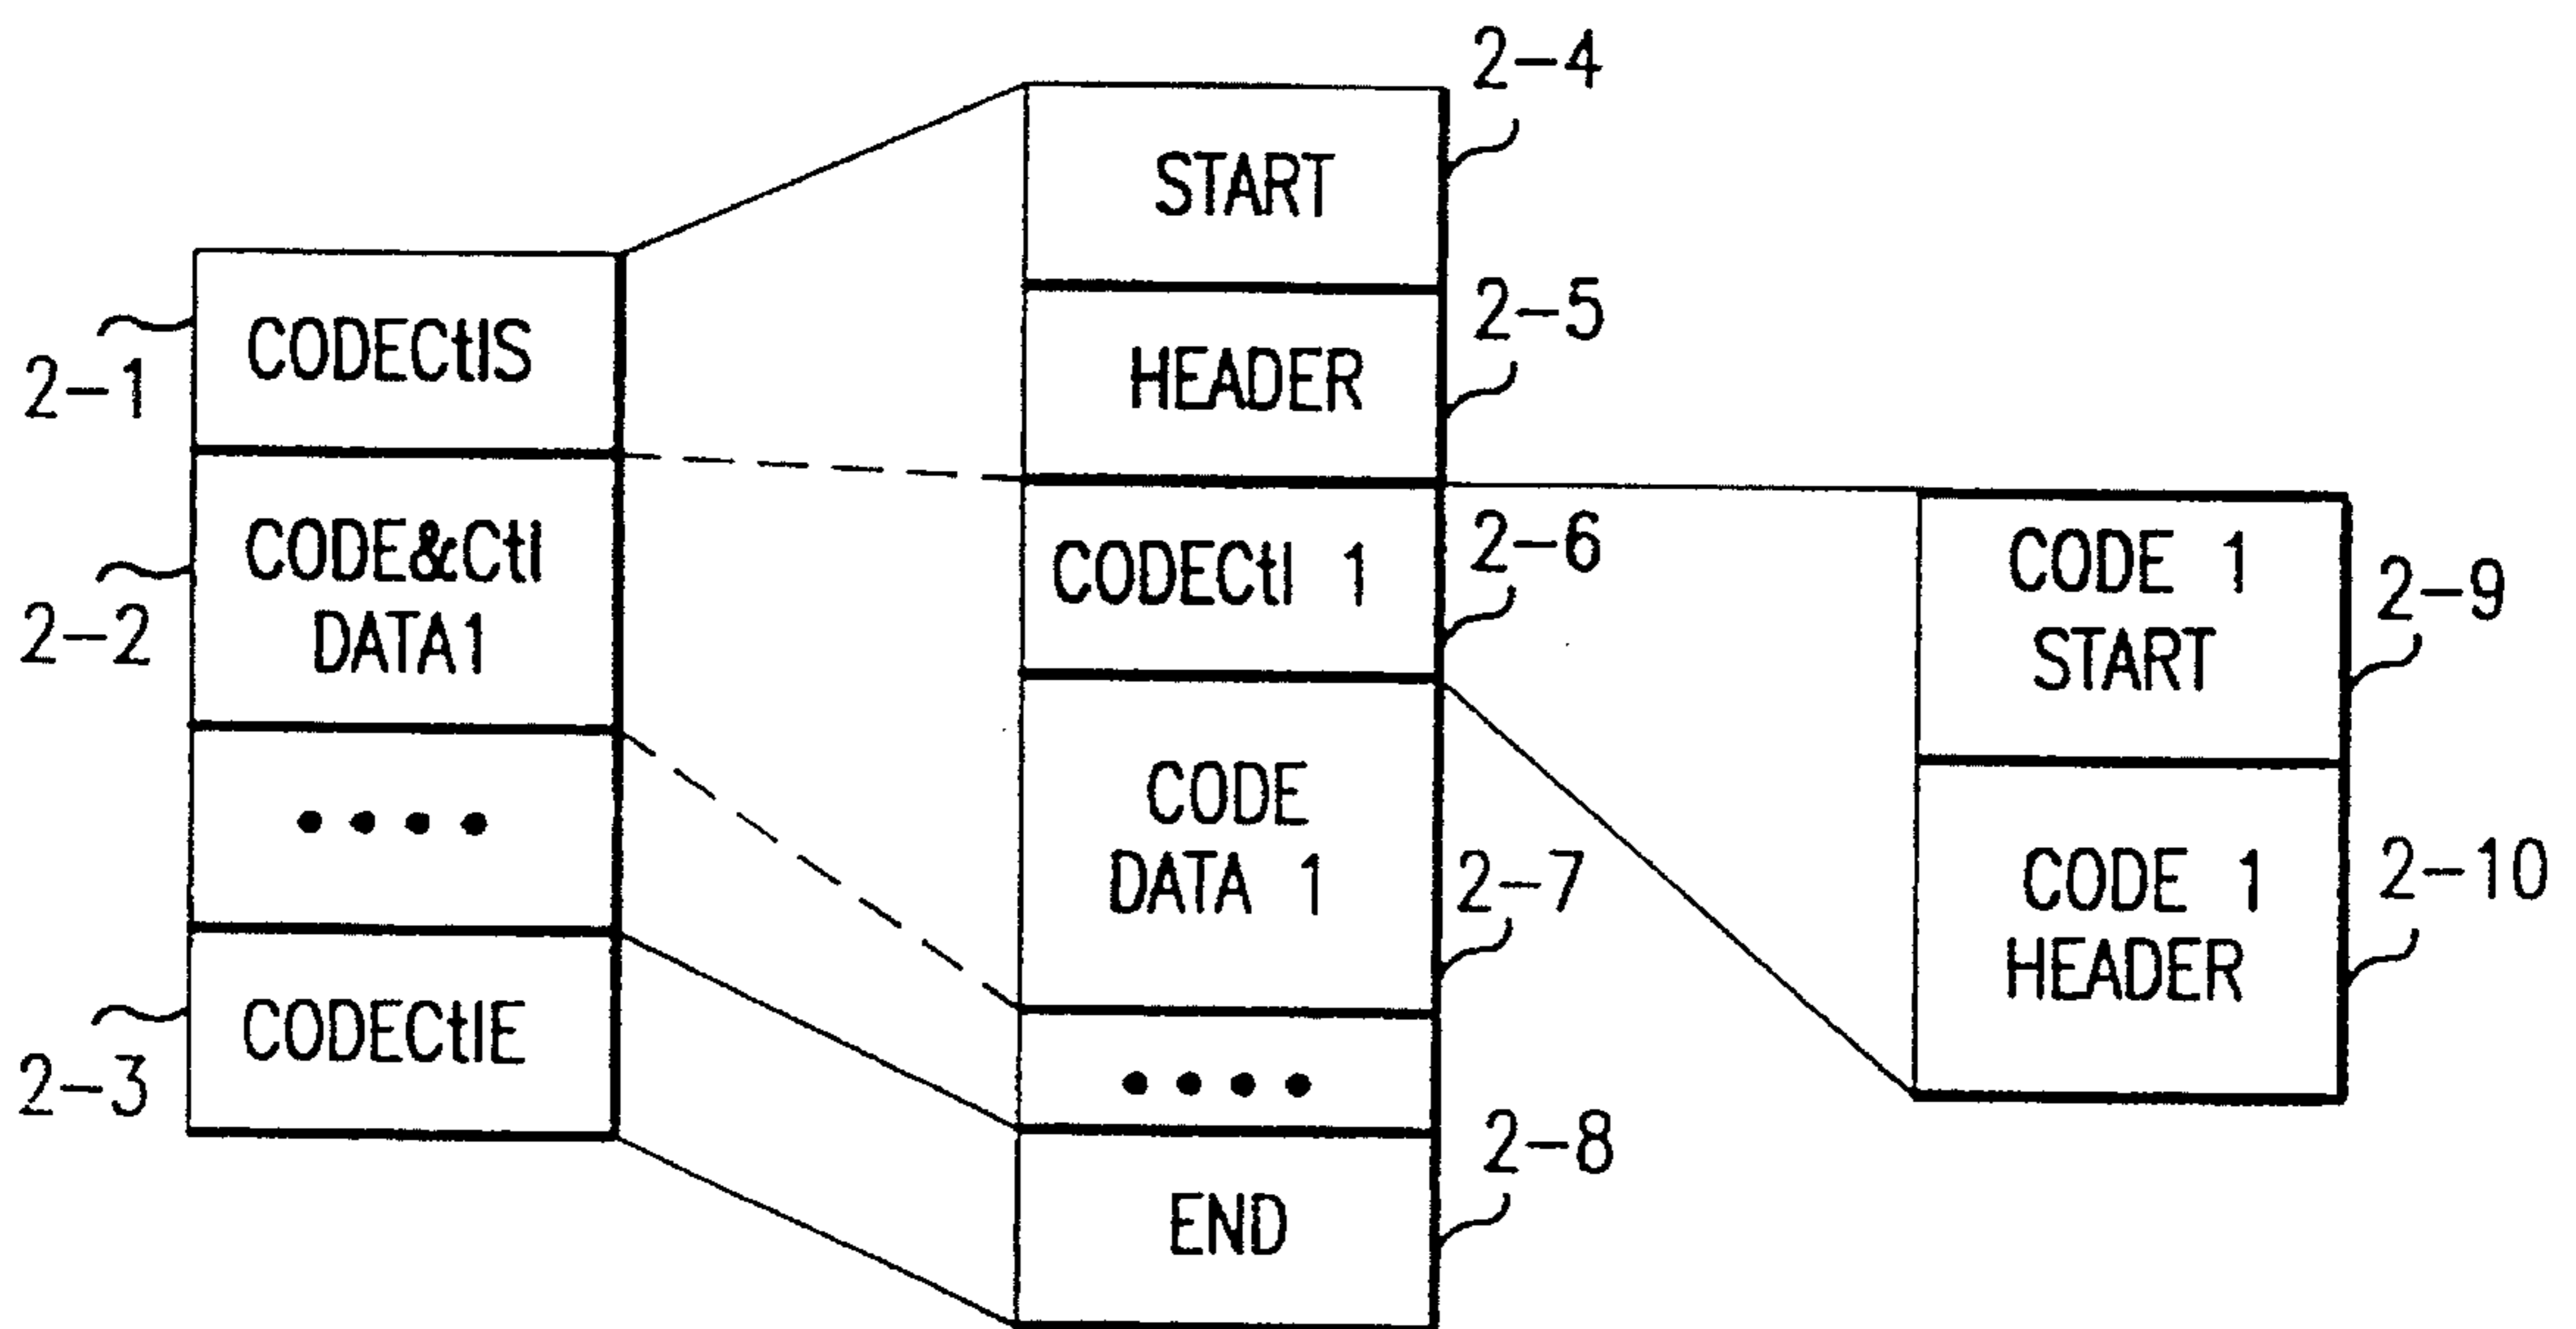 CODECtlS
2-1
CODE&Ctl
DATA1
2-2
••••
CODECtlE
2-3
2-4
START
2-5
HEADER
2-6
CODECtl 1
CODE
DATA 1
2-7
••••
2-8
END
CODE 1
START
2-9
CODE 1
HEADER
2-10